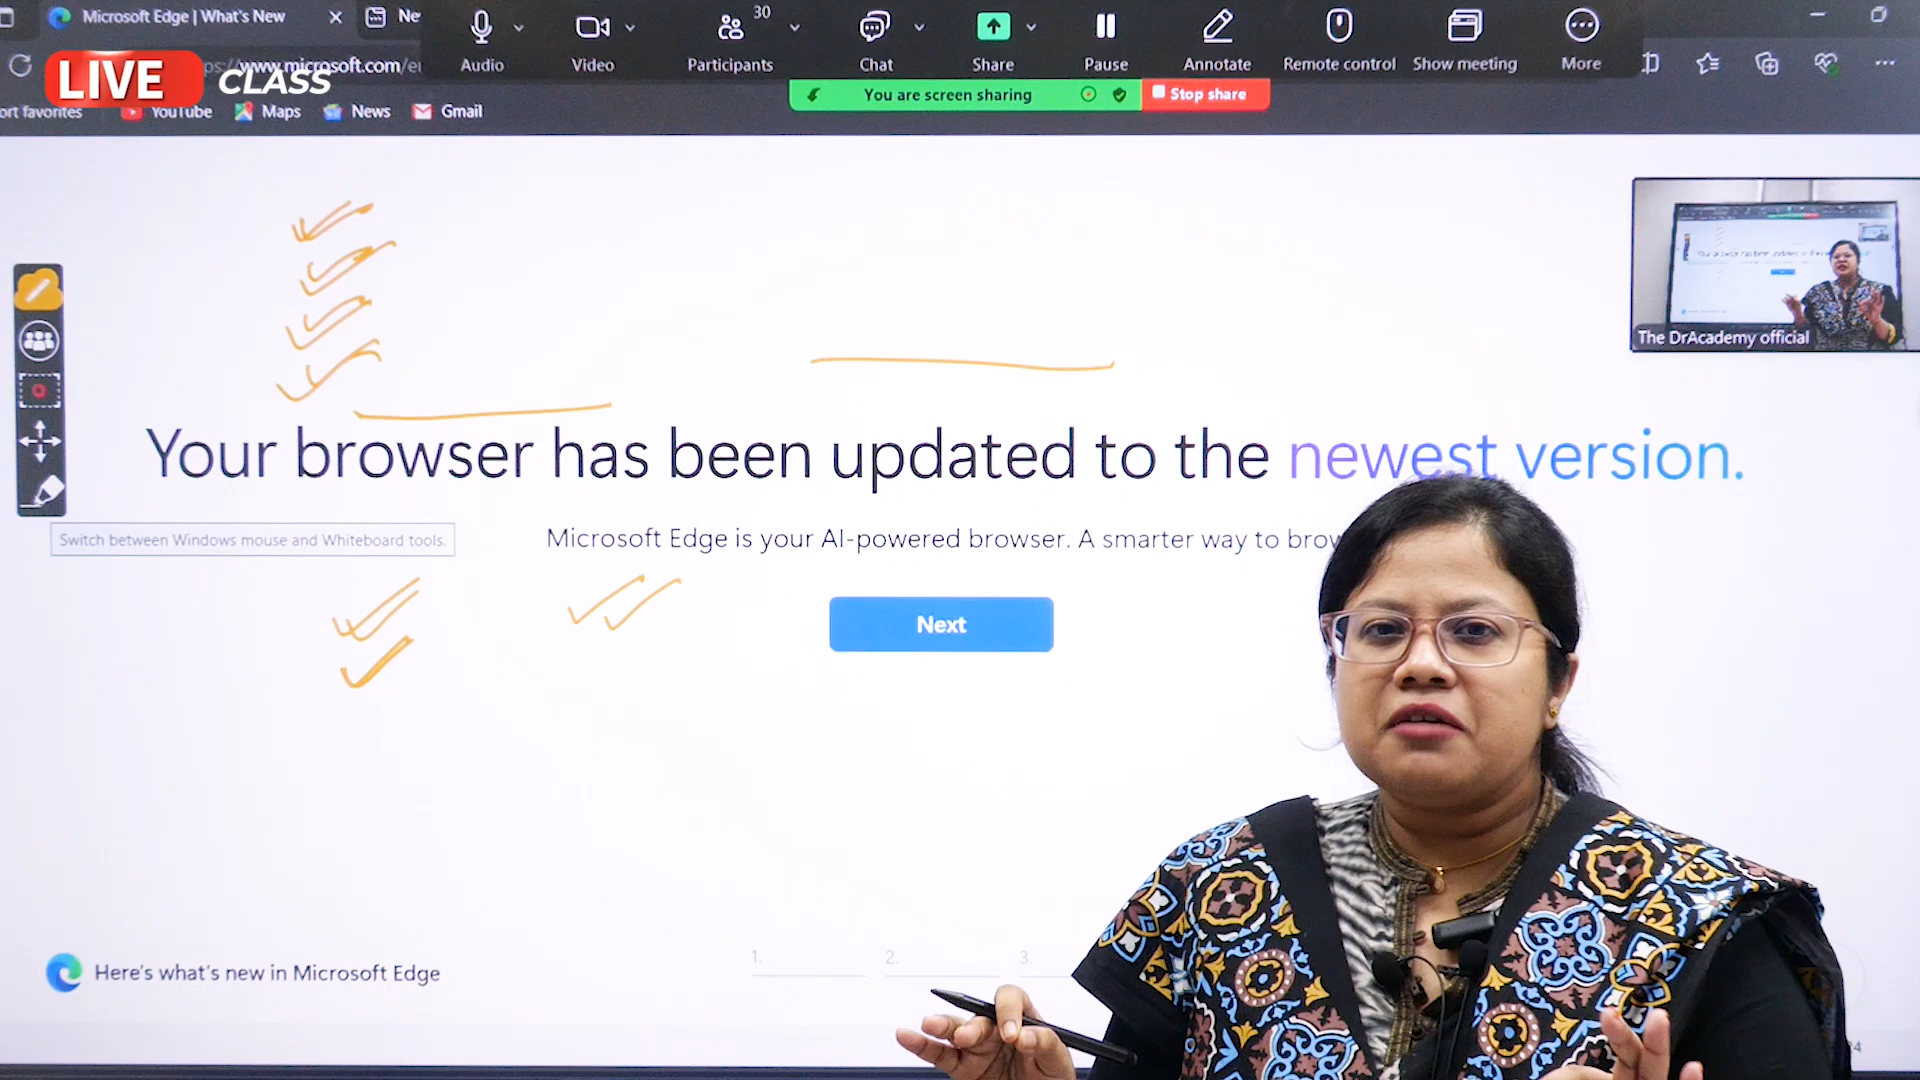 Microsoft Edge | What's New
Ne
30
Audio
Video
Participants
Chat
Share
Pause
Annotate
Remote control
Show meeting
More
LIVE CLASS
www.microsoft.com/
You are screen sharing
Stop share
ort favorites
YouTube
Maps
News
Gmail
The DrAcademy official
Your browser has been updated to the newest version.
Switch between Windows mouse and Whiteboard tools.
Microsoft Edge is your AI-powered browser. A smarter way to brow
Next
1.
2.
3.
Here's what's new in Microsoft Edge